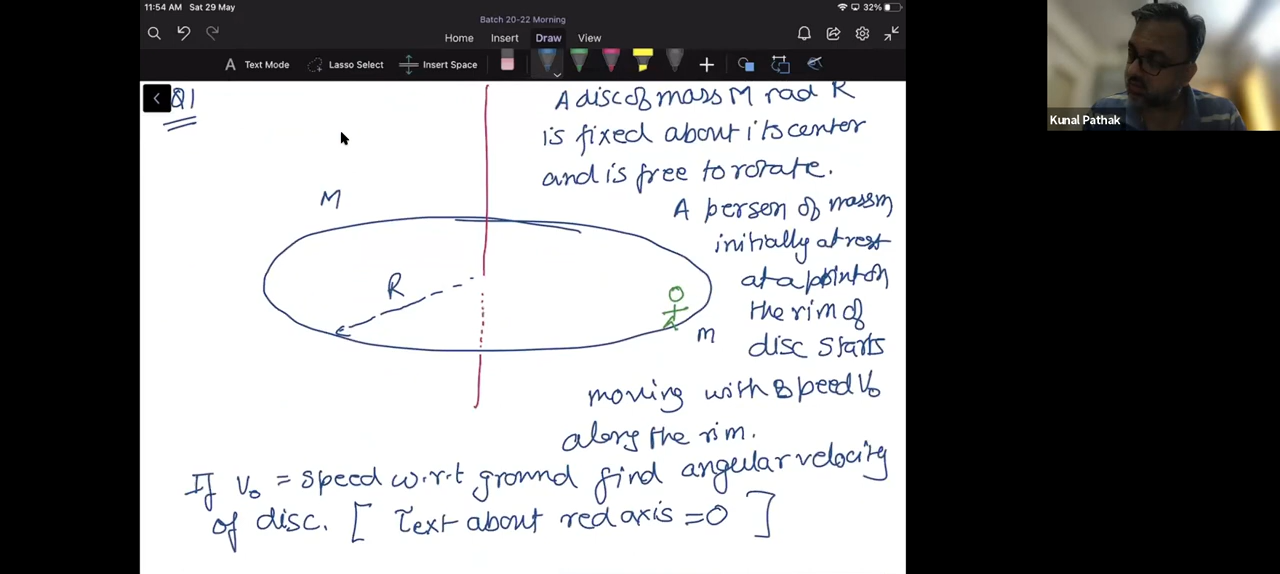 11:54 AM Sat 29 May
32%
Batch 20-22 Morning
Home Insert Draw View
Text Mode Lasso Select Insert Space
Kunal Pathak
Q1
A disc of mass M rad R
is fixed about its center
and is free to rotate.
A person of mass m
initially at rest
at a point on
the rim of
disc starts
moving with speed V₀
along the rim.
M
R
m
If V₀ = speed w.r.t ground find angular velocity
of disc. [ τext about red axis = 0 ]